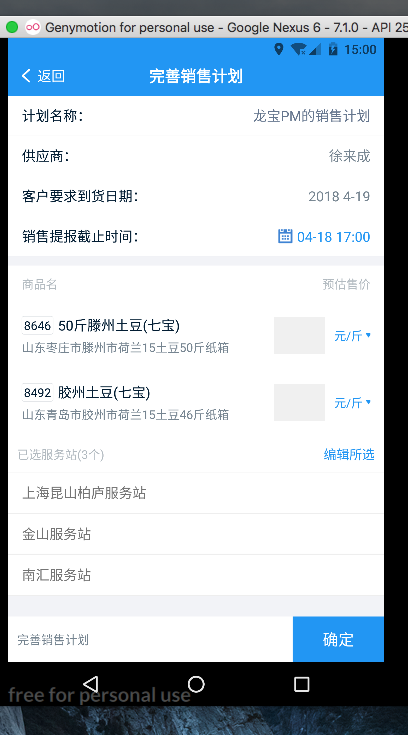 Genymotion for personal use - Google Nexus 6 - 7.1.0 - API 25
15:00
返回
完善销售计划
计划名称：
龙宝PM的销售计划
供应商：
徐来成
客户要求到货日期：
2018 4-19
销售提报截止时间：
04-18 17:00
商品名
预估售价
8646 50斤滕州土豆(七宝)
山东枣庄市滕州市荷兰15土豆50斤纸箱
元/斤
8492 胶州土豆(七宝)
山东青岛市胶州市荷兰15土豆46斤纸箱
元/斤
已选服务站(3个)
编辑所选
上海昆山柏庐服务站
金山服务站
南汇服务站
完善销售计划
确定
free for personal use